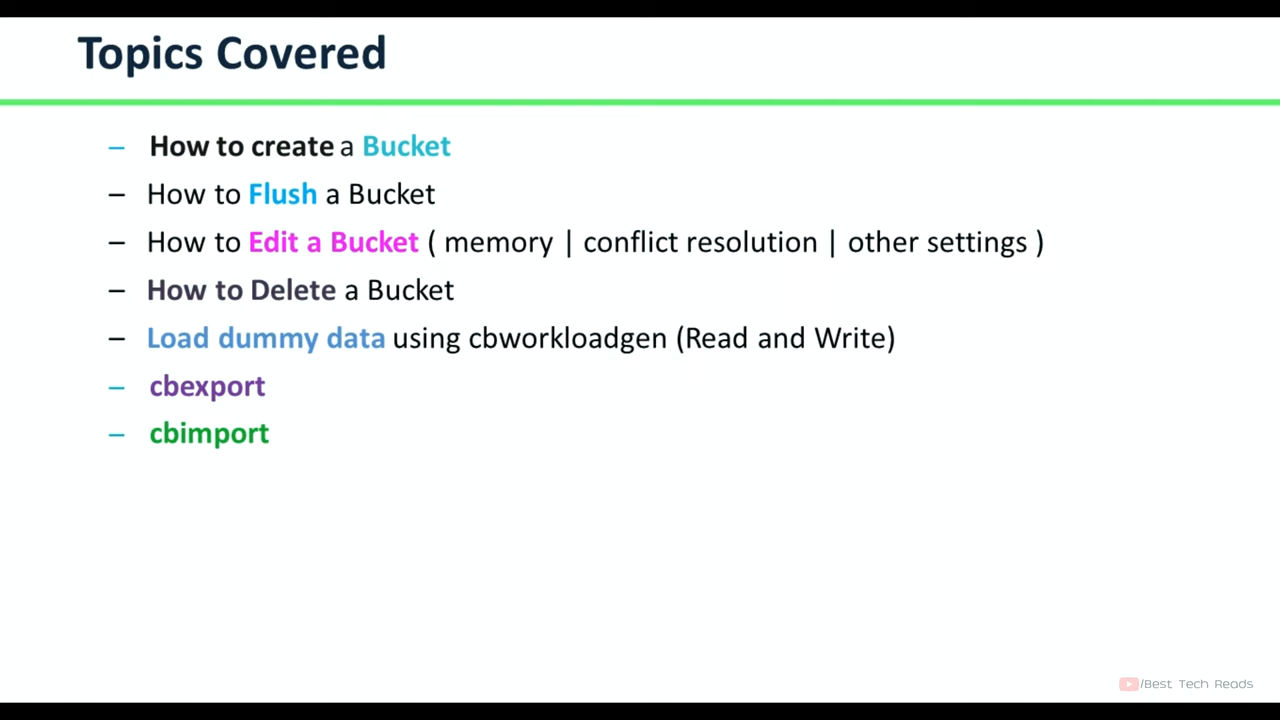 Topics Covered
– How to create a Bucket
– How to Flush a Bucket
– How to Edit a Bucket ( memory | conflict resolution | other settings )
– How to Delete a Bucket
– Load dummy data using cbworkloadgen (Read and Write)
– cbexport
– cbimport
/Best Tech Reads